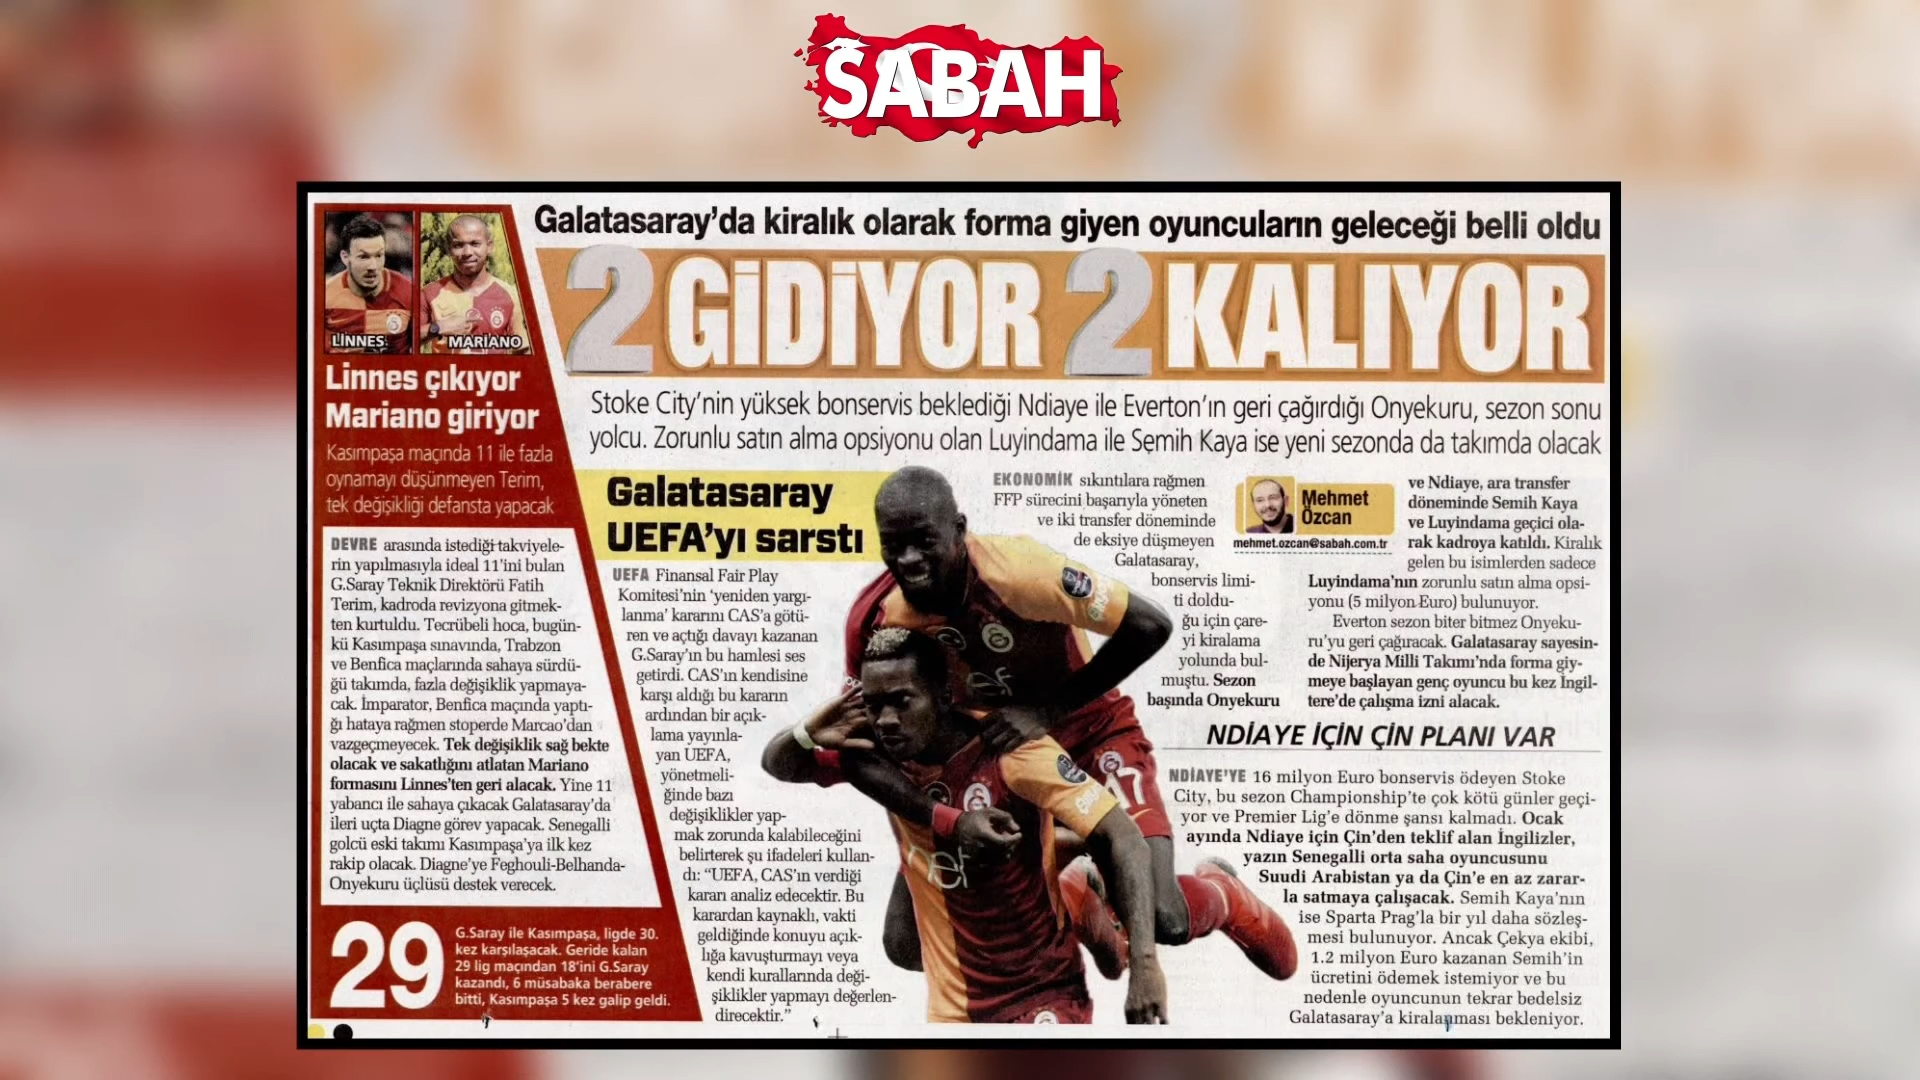 SABAH
Galatasaray'da kiralık olarak forma giyen oyuncuların geleceği belli oldu
2 GİDİYOR 2 KALIYOR
Stoke City'nin yüksek bonservis beklediği Ndiaye ile Everton'ın geri çağırdığı Onyekuru, sezon sonu
yolcu. Zorunlu satın alma opsiyonu olan Luyindama ile Semih Kaya ise yeni sezonda da takımda olacak
LİNNES
MARİANO
Linnes çıkıyor
Mariano giriyor
Kasımpaşa maçında 11 ile fazla
oynamayı düşünmeyen Terim,
tek değişikliği defansta yapacak
DEVRE arasında istediği takviyele-
rin yapılmasıyla ideal 11'ini bulan
G.Saray Teknik Direktörü Fatih
Terim, kadroda revizyona gitmek-
ten kurtuldu. Tecrübeli hoca, bugün-
kü Kasımpaşa sınavında, Trabzon
ve Benfica maçlarında sahaya sürdü-
ğü takımda, fazla değişiklik yapmaya-
cak. İmparator, Benfica maçında yaptı-
ğı hataya rağmen stoperde Marcao'dan
vazgeçmeyecek. Tek değişiklik sağ bekte
olacak ve sakatlığını atlatan Mariano
formasını Linnes'ten geri alacak. Yine 11
yabancı ile sahaya çıkacak Galatasaray'da
ileri uçta Diagne görev yapacak. Senegalli
golcü eski takımı Kasımpaşa'ya ilk kez
rakip olacak. Diagne'ye Feghouli-Belhanda-
Onyekuru üçlüsü destek verecek.
29
G.Saray ile Kasımpaşa, ligde 30.
kez karşılaşacak. Geride kalan
29 lig maçından 18'ini G.Saray
kazandı, 6 müsabaka berabere
bitti, Kasımpaşa 5 kez galip geldi.
Galatasaray
UEFA'yı sarstı
UEFA Finansal Fair Play
Komitesi'nin 'yeniden yargı-
lanma' kararını CAS'a götü-
ren ve açtığı davayı kazanan
G.Saray'ın bu hamlesi ses
getirdi. CAS'ın kendisine
karşı aldığı bu kararın
ardından bir açık-
lama yayınla-
yan UEFA,
yönetmeli-
ğinde bazı
değişiklikler yap-
mak zorunda kalabileceğini
belirterek şu ifadeleri kullan-
dı: "UEFA, CAS'ın verdiği
kararı analiz edecektir. Bu
karardan kaynaklı, vakti
geldiğinde konuyu açık-
lığa kavuşturmayı veya
kendi kurallarında deği-
şiklikler yapmayı değerlen-
direcektir."
EKONOMİK sıkıntılara rağmen
FFP sürecini başarıyla yöneten
ve iki transfer döneminde
de eksiye düşmeyen
Galatasaray,
bonservis limi-
ti doldu-
ğu için çare-
yi kiralama
yolunda bul-
muştu. Sezon
başında Onyekuru
Mehmet
Özcan
mehmet.ozcan@sabah.com.tr
ve Ndiaye, ara transfer
döneminde Semih Kaya
ve Luyindama geçici ola-
rak kadroya katıldı. Kiralık
gelen bu isimlerden sadece
Luyindama'nın zorunlu satın alma opsi-
yonu (5 milyon Euro) bulunuyor.
Everton sezon biter bitmez Onyeku-
ru'yu geri çağıracak. Galatasaray sayesin-
de Nijerya Milli Takımı'nda forma giy-
meye başlayan genç oyuncu bu kez İngil-
tere'de çalışma izni alacak.
NDİAYE İÇİN ÇİN PLANI VAR
NDİAYE'YE 16 milyon Euro bonservis ödeyen Stoke
City, bu sezon Championship'te çok kötü günler geçi-
yor ve Premier Lig'e dönme şansı kalmadı. Ocak
ayında Ndiaye için Çin'den teklif alan İngilizler,
yazın Senegalli orta saha oyuncusunu
Suudi Arabistan ya da Çin'e en az zarar-
la satmaya çalışacak. Semih Kaya'nın
ise Sparta Prag'la bir yıl daha sözleş-
mesi bulunuyor. Ancak Çekya ekibi,
1.2 milyon Euro kazanan Semih'in
ücretini ödemek istemiyor ve bu
nedenle oyuncunun tekrar bedelsiz
Galatasaray'a kiralanması bekleniyor.
17